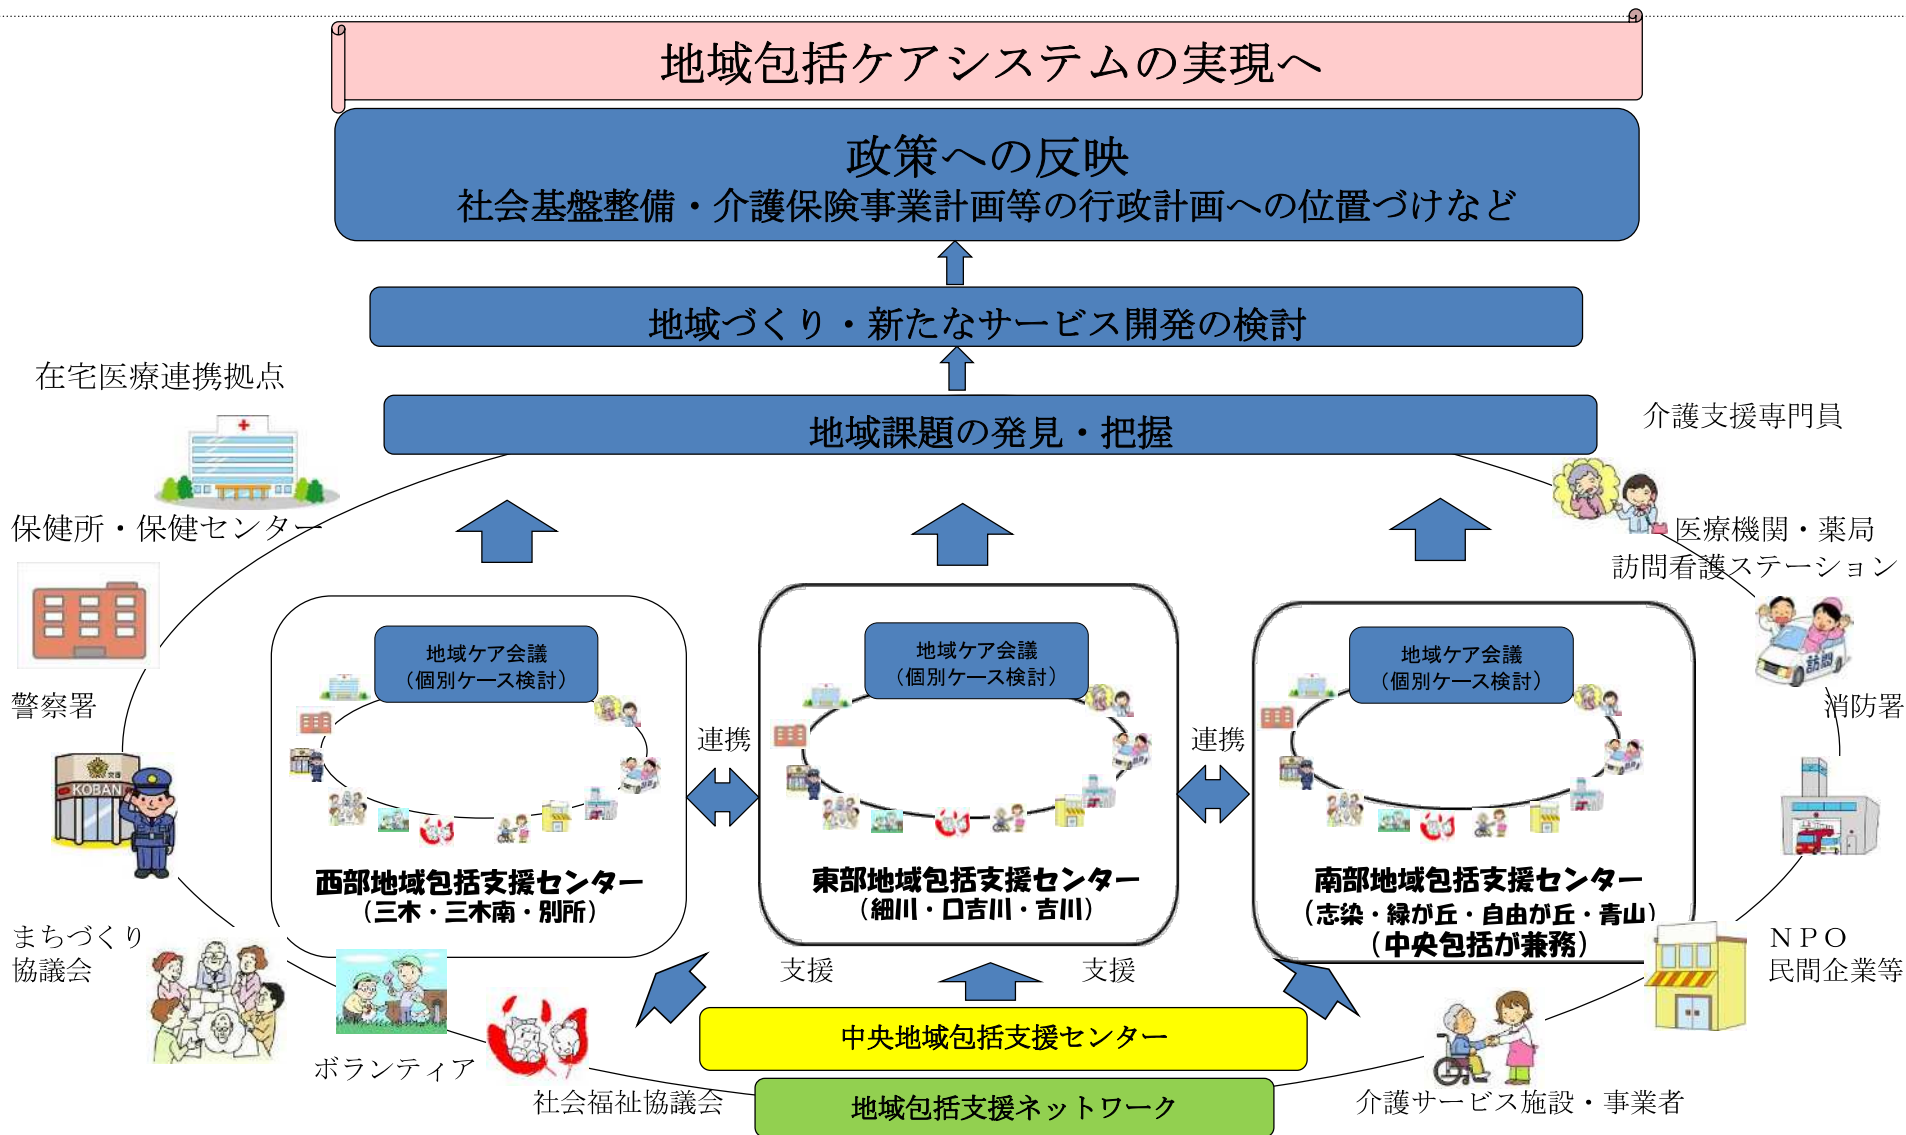 地域包括ケアシステムの実現へ
政策への反映
社会基盤整備・介護保険事業計画等の行政計画への位置づけなど
地域づくり・新たなサービス開発の検討
地域課題の発見・把握
在宅医療連携拠点
保健所・保健センター
警察署
KOBAN
まちづくり
協議会
ボランティア
社会福祉協議会
介護支援専門員
医療機関・薬局
訪問看護ステーション
訪問
消防署
NPO
民間企業等
介護サービス施設・事業者
地域ケア会議
（個別ケース検討）
西部地域包括支援センター
（三木・三木南・別所）
連携
地域ケア会議
（個別ケース検討）
東部地域包括支援センター
（細川・口吉川・吉川）
連携
地域ケア会議
（個別ケース検討）
南部地域包括支援センター
（志染・緑が丘・自由が丘・青山）
（中央包括が兼務）
支援
支援
中央地域包括支援センター
地域包括支援ネットワーク